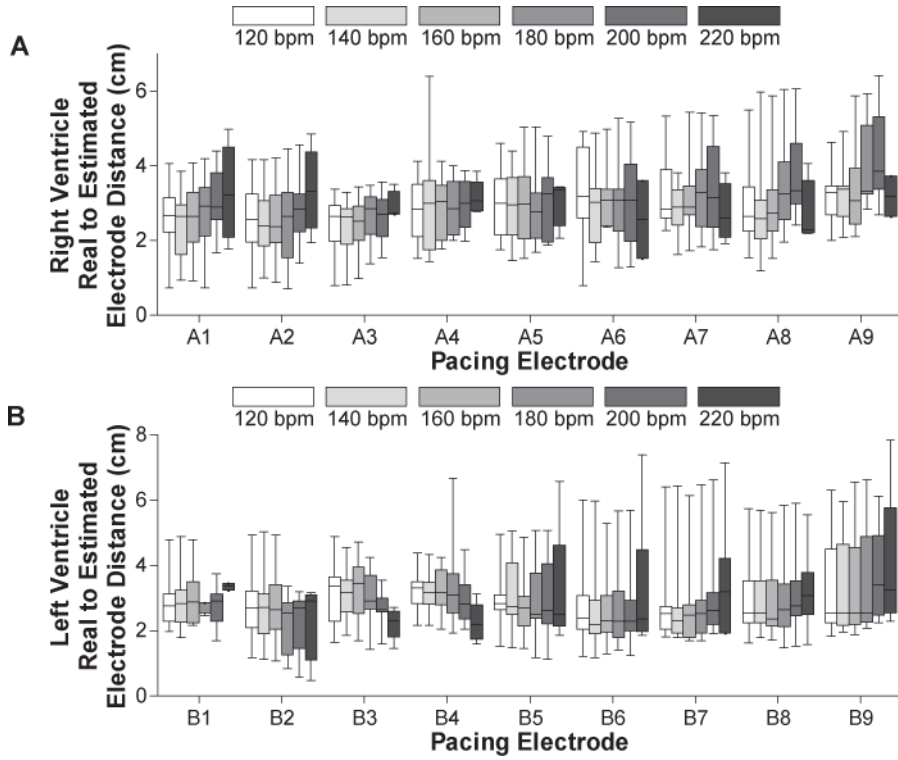 120 bpm 140 bpm 160 bpm 180 bpm 200 bpm 220 bpm
A
Right Ventricle
Real to Estimated
Electrode Distance (cm)
6
4
2
0
A1 A2 A3 A4 A5 A6 A7 A8 A9
Pacing Electrode
120 bpm 140 bpm 160 bpm 180 bpm 200 bpm 220 bpm
B
Left Ventricle
Real to Estimated
Electrode Distance (cm)
8
6
4
2
0
B1 B2 B3 B4 B5 B6 B7 B8 B9
Pacing Electrode